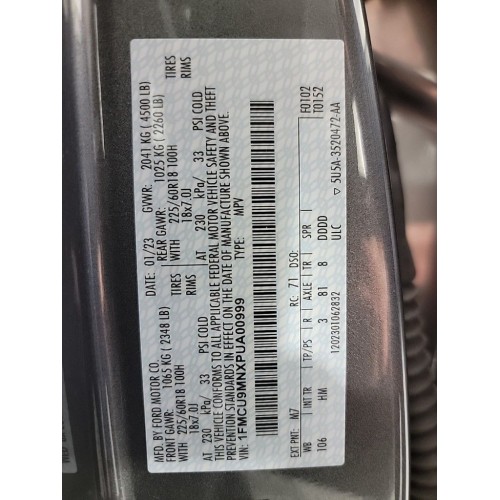 MFD. BY FORD MOTOR CO.
DATE: 01/23 GVWR: 2041 KG ( 4500 LB)
FRONT GAWR: 1065 KG ( 2348 LB) REAR GAWR: 1025 KG ( 2260 LB)
WITH 225/60R18 100H TIRES WITH 225/60R18 100H TIRES
18x7.0J RIMS 18x7.0J RIMS
AT 230 kPa/ 33 PSI COLD AT 230 kPa/ 33 PSI COLD
THIS VEHICLE CONFORMS TO ALL APPLICABLE FEDERAL MOTOR VEHICLE SAFETY AND THEFT
PREVENTION STANDARDS IN EFFECT ON THE DATE OF MANUFACTURE SHOWN ABOVE.
VIN: 1FMCU9MNXPUA00999
TYPE: MPV
F0102
T0152
EXT PNT: M7 RC: 71 DSO:
WB INT TR TP/PS R AXLE TR SPR
106 HM 3 81 8 DDDD
1202301062832 ULC
▽ 5U5A-3520472-AA